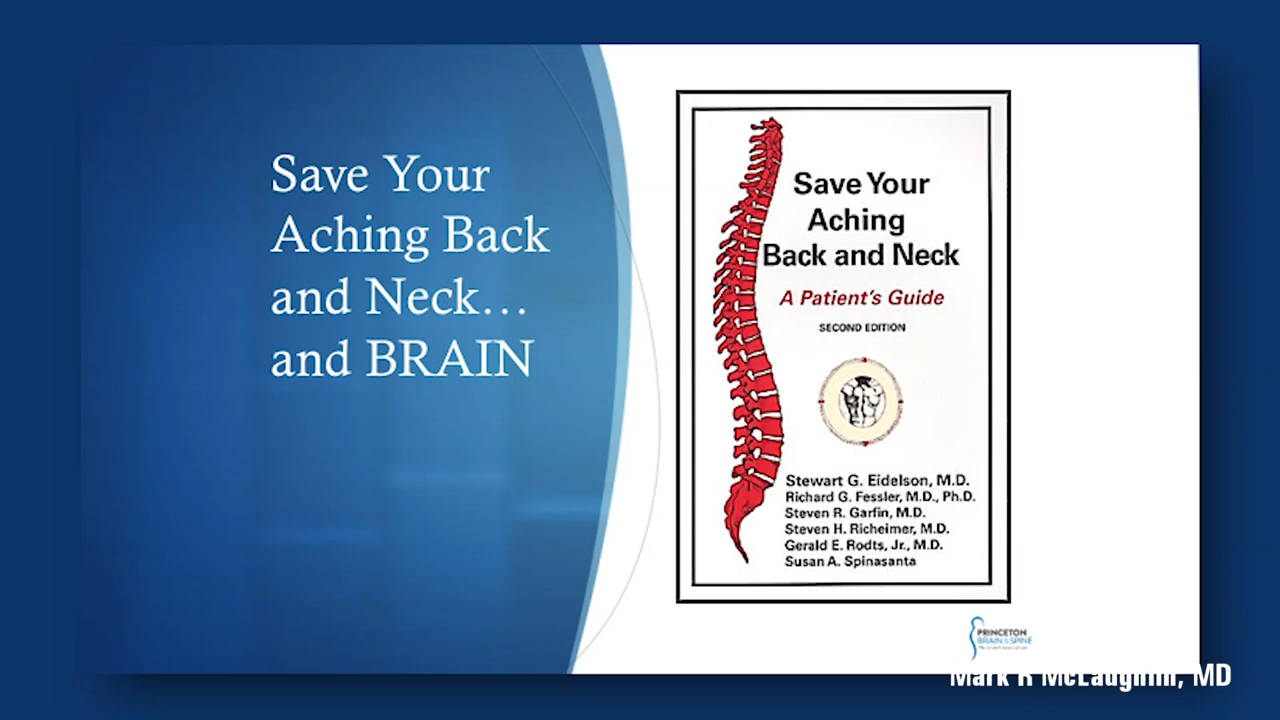 Save Your
Aching Back
and Neck...
and BRAIN
Save Your
Aching
Back and Neck
A Patient's Guide
SECOND EDITION
Stewart G. Eidelson, M.D.
Richard G. Fessler, M.D., Ph.D.
Steven R. Garfin, M.D.
Steven H. Richeimer, M.D.
Gerald E. Rodts, Jr., M.D.
Susan A. Spinasanta
PRINCETON
BRAIN & SPINE
Mark R McLaughlin, MD